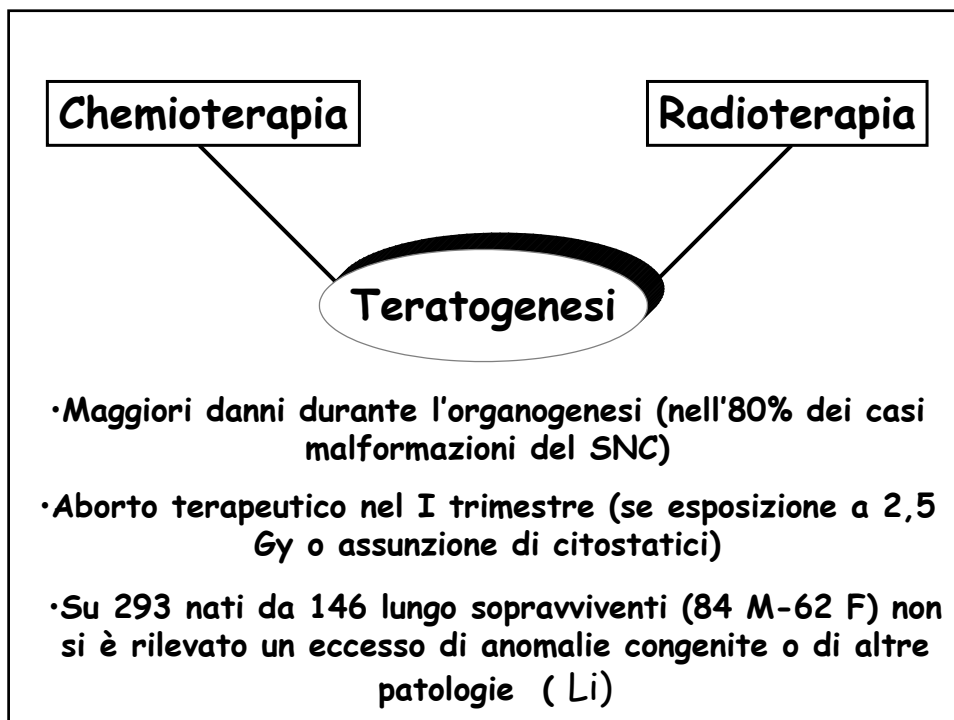 Chemioterapia
Radioterapia
Teratogenesi
•Maggiori danni durante l’organogenesi (nell’80% dei casi
malformazioni del SNC)
•Aborto terapeutico nel I trimestre (se esposizione a 2,5
Gy o assunzione di citostatici)
•Su 293 nati da 146 lungo sopravviventi (84 M-62 F) non
si è rilevato un eccesso di anomalie congenite o di altre
patologie ( Li)